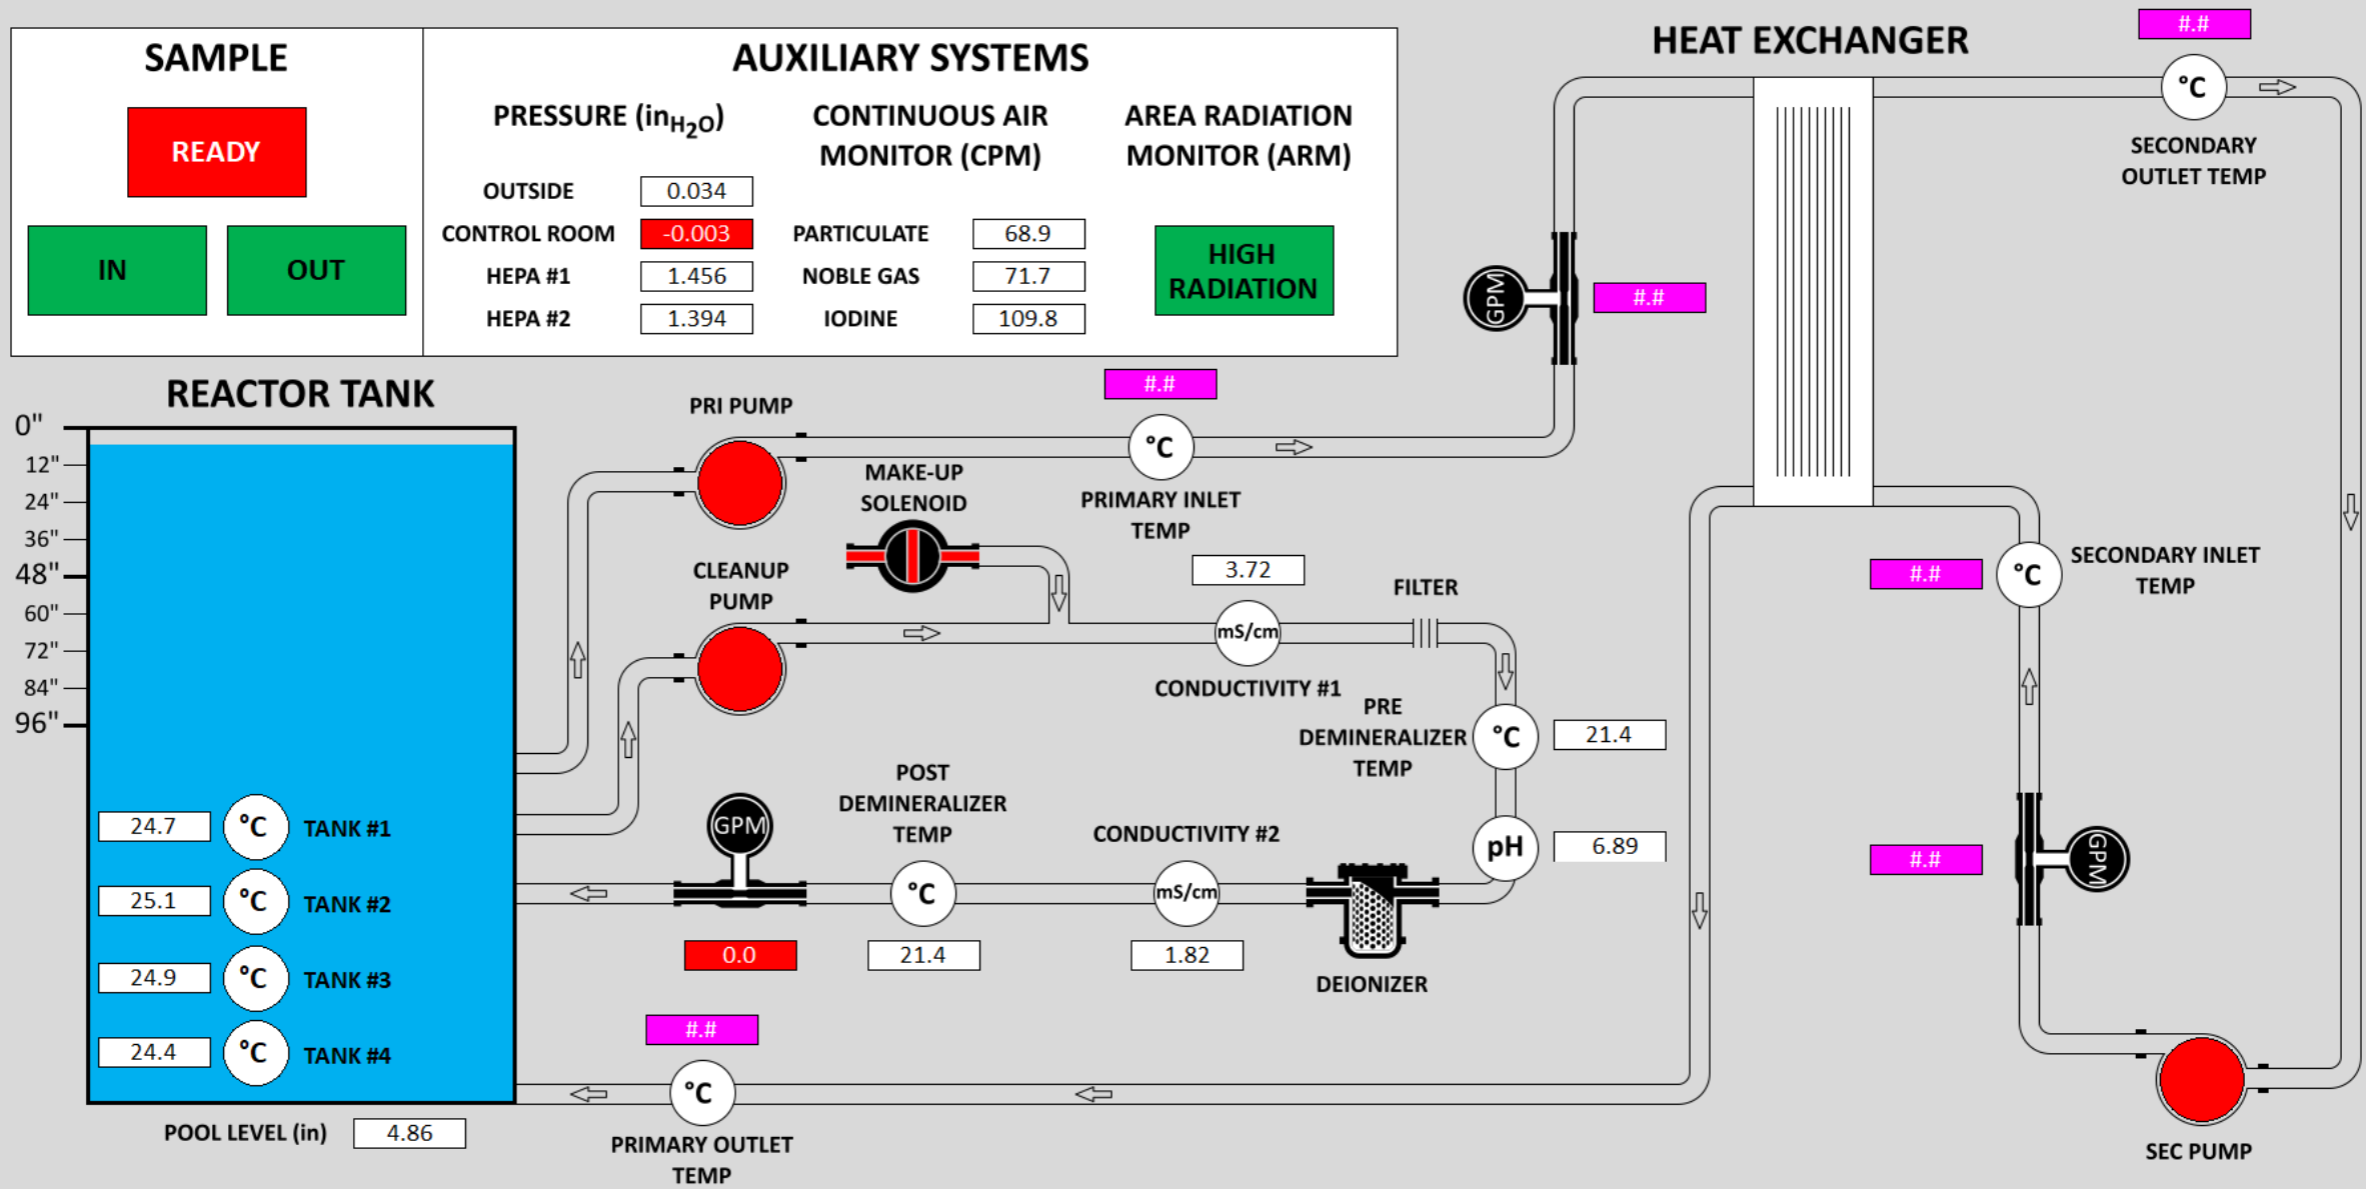 SAMPLE
READY
IN
OUT
AUXILIARY SYSTEMS
PRESSURE (inH2O)
OUTSIDE 0.034
CONTROL ROOM -0.003
HEPA #1 1.456
HEPA #2 1.394
CONTINUOUS AIR
MONITOR (CPM)
PARTICULATE 68.9
NOBLE GAS 71.7
IODINE 109.8
AREA RADIATION
MONITOR (ARM)
HIGH
RADIATION
HEAT EXCHANGER
#.#
°C
SECONDARY
OUTLET TEMP
GPM
#.#
REACTOR TANK
0"
12"
24"
36"
48"
60"
72"
84"
96"
24.7 °C TANK #1
25.1 °C TANK #2
24.9 °C TANK #3
24.4 °C TANK #4
POOL LEVEL (in) 4.86
PRI PUMP
#.#
°C
PRIMARY INLET
TEMP
MAKE-UP
SOLENOID
CLEANUP
PUMP
3.72
mS/cm
CONDUCTIVITY #1
FILTER
PRE
DEMINERALIZER
TEMP
°C
21.4
pH
6.89
DEIONIZER
CONDUCTIVITY #2
mS/cm
1.82
POST
DEMINERALIZER
TEMP
°C
21.4
GPM
0.0
#.#
°C
PRIMARY OUTLET
TEMP
#.#
°C
SECONDARY INLET
TEMP
#.#
GPM
SEC PUMP